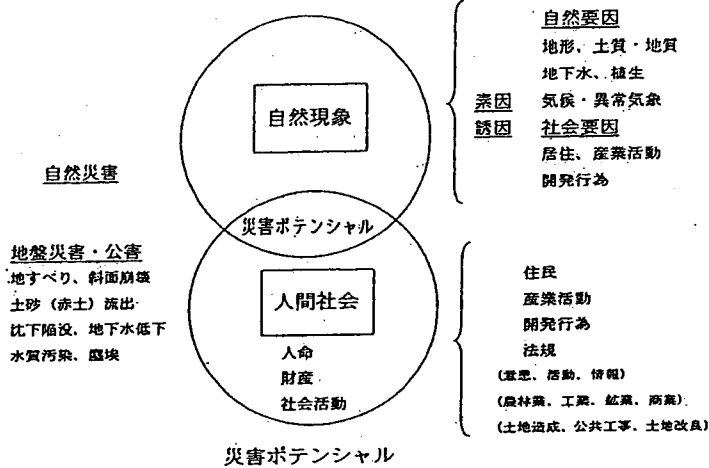 自然要因
地形、土質・地質
地下水、植生
素因 気候・異常気象
誘因 社会要因
居住、産業活動
開発行為
自然現象
自然災害
災害ポテンシャル
地盤災害・公害
地すべり、斜面崩壊
土砂（赤土）流出
沈下陥没、地下水低下
水質汚染、塵埃
人間社会
人命
財産
社会活動
住民
産業活動
開発行為
法規
（意思、活動、情報）
（農林業、工業、鉱業、商業）
（土地造成、公共工事、土地改良）
災害ポテンシャル